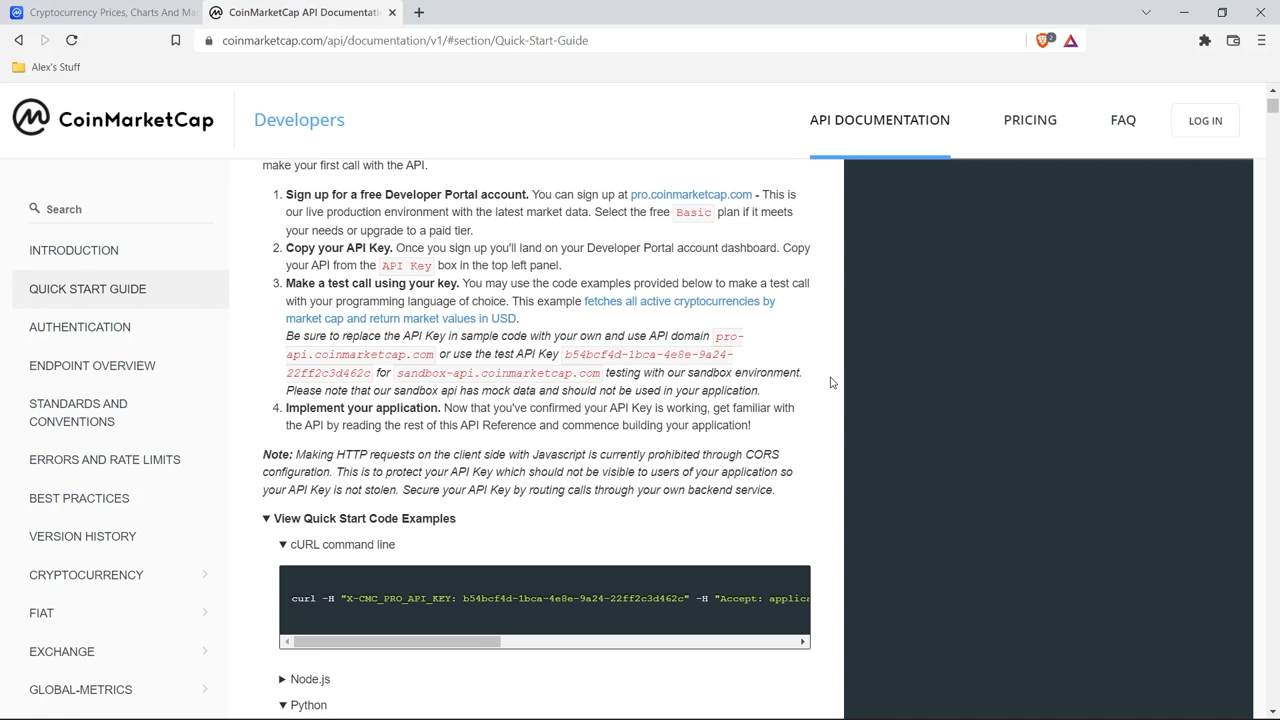 Cryptocurrency Prices, Charts And Ma
CoinMarketCap API Documentati
Alex's Stuff
coinmarketcap.com/api/documentation/v1/#section/Quick-Start-Guide
2
CoinMarketCap
Developers
API DOCUMENTATION
PRICING
FAQ
LOG IN
Search
INTRODUCTION
QUICK START GUIDE
AUTHENTICATION
ENDPOINT OVERVIEW
STANDARDS AND
CONVENTIONS
ERRORS AND RATE LIMITS
BEST PRACTICES
VERSION HISTORY
CRYPTOCURRENCY
FIAT
EXCHANGE
GLOBAL-METRICS
make your first call with the API.
1. Sign up for a free Developer Portal account. You can sign up at pro.coinmarketcap.com - This is
our live production environment with the latest market data. Select the free Basic plan if it meets
your needs or upgrade to a paid tier.
2. Copy your API Key. Once you sign up you'll land on your Developer Portal account dashboard. Copy
your API from the API Key box in the top left panel.
3. Make a test call using your key. You may use the code examples provided below to make a test call
with your programming language of choice. This example fetches all active cryptocurrencies by
market cap and return market values in USD.
Be sure to replace the API Key in sample code with your own and use API domain pro-
api.coinmarketcap.com or use the test API Key b54bcf4d-1bca-4e8e-9a24-
22ff2c3d462c for sandbox-api.coinmarketcap.com testing with our sandbox environment.
Please note that our sandbox api has mock data and should not be used in your application.
4. Implement your application. Now that you've confirmed your API Key is working, get familiar with
the API by reading the rest of this API Reference and commence building your application!
Note: Making HTTP requests on the client side with Javascript is currently prohibited through CORS
configuration. This is to protect your API Key which should not be visible to users of your application so
your API Key is not stolen. Secure your API Key by routing calls through your own backend service.
View Quick Start Code Examples
cURL command line
curl -H "X-CMC_PRO_API_KEY: b54bcf4d-1bca-4e8e-9a24-22ff2c3d462c" -H "Accept: applica
Node.js
Python